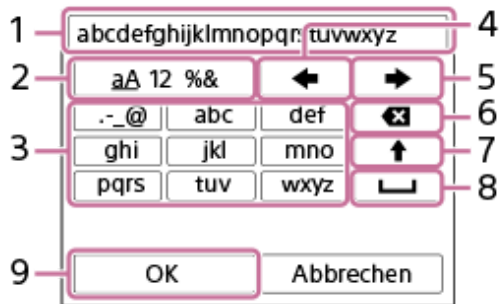 4
1 abcdefghijklmnopqrstuvwxyz
2 aA 12 %& 5
.-_@ abc def 6
3 ghi jkl mno 7
pqrs tuv wxyz 8
9 OK Abbrechen